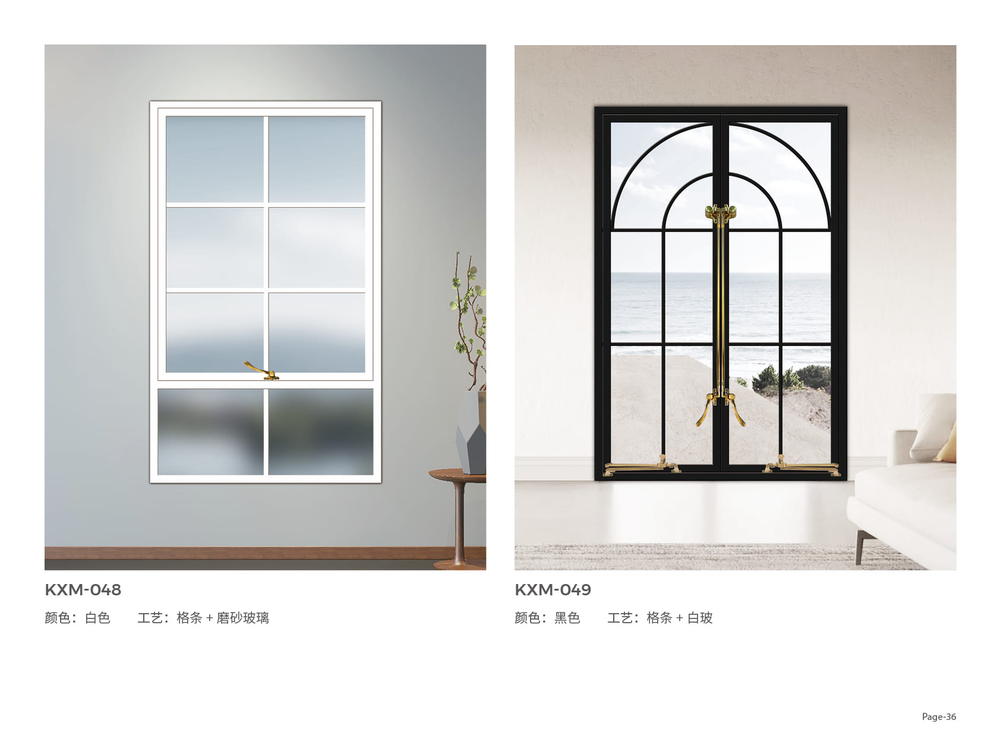 KXM-048
颜色：白色 工艺：格条 + 磨砂玻璃
KXM-049
颜色：黑色 工艺：格条 + 白玻
Page-36